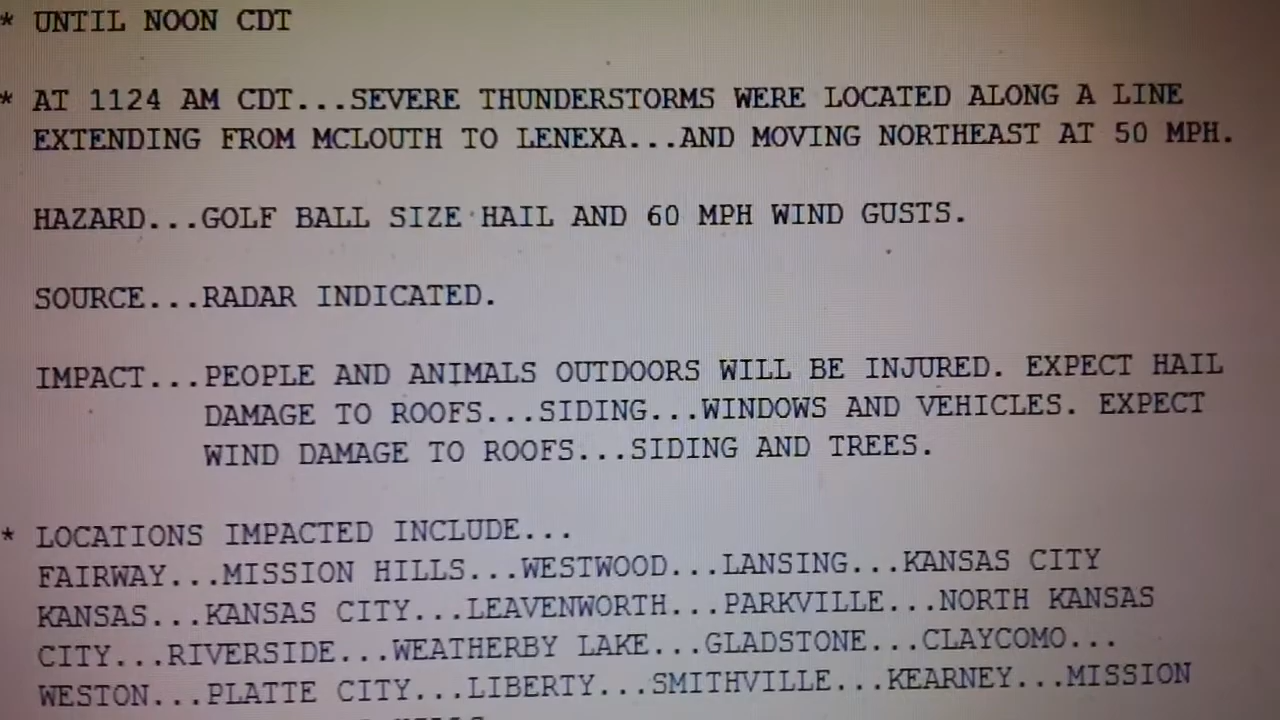 * UNTIL NOON CDT
* AT 1124 AM CDT...SEVERE THUNDERSTORMS WERE LOCATED ALONG A LINE
EXTENDING FROM MCLOUTH TO LENEXA...AND MOVING NORTHEAST AT 50 MPH.
HAZARD...GOLF BALL SIZE HAIL AND 60 MPH WIND GUSTS.
SOURCE...RADAR INDICATED.
IMPACT...PEOPLE AND ANIMALS OUTDOORS WILL BE INJURED. EXPECT HAIL
DAMAGE TO ROOFS...SIDING...WINDOWS AND VEHICLES. EXPECT
WIND DAMAGE TO ROOFS...SIDING AND TREES.
* LOCATIONS IMPACTED INCLUDE...
FAIRWAY...MISSION HILLS...WESTWOOD...LANSING...KANSAS CITY
KANSAS...KANSAS CITY...LEAVENWORTH...PARKVILLE...NORTH KANSAS
CITY...RIVERSIDE...WEATHERBY LAKE...GLADSTONE...CLAYCOMO...
WESTON...PLATTE CITY...LIBERTY...SMITHVILLE...KEARNEY...MISSION